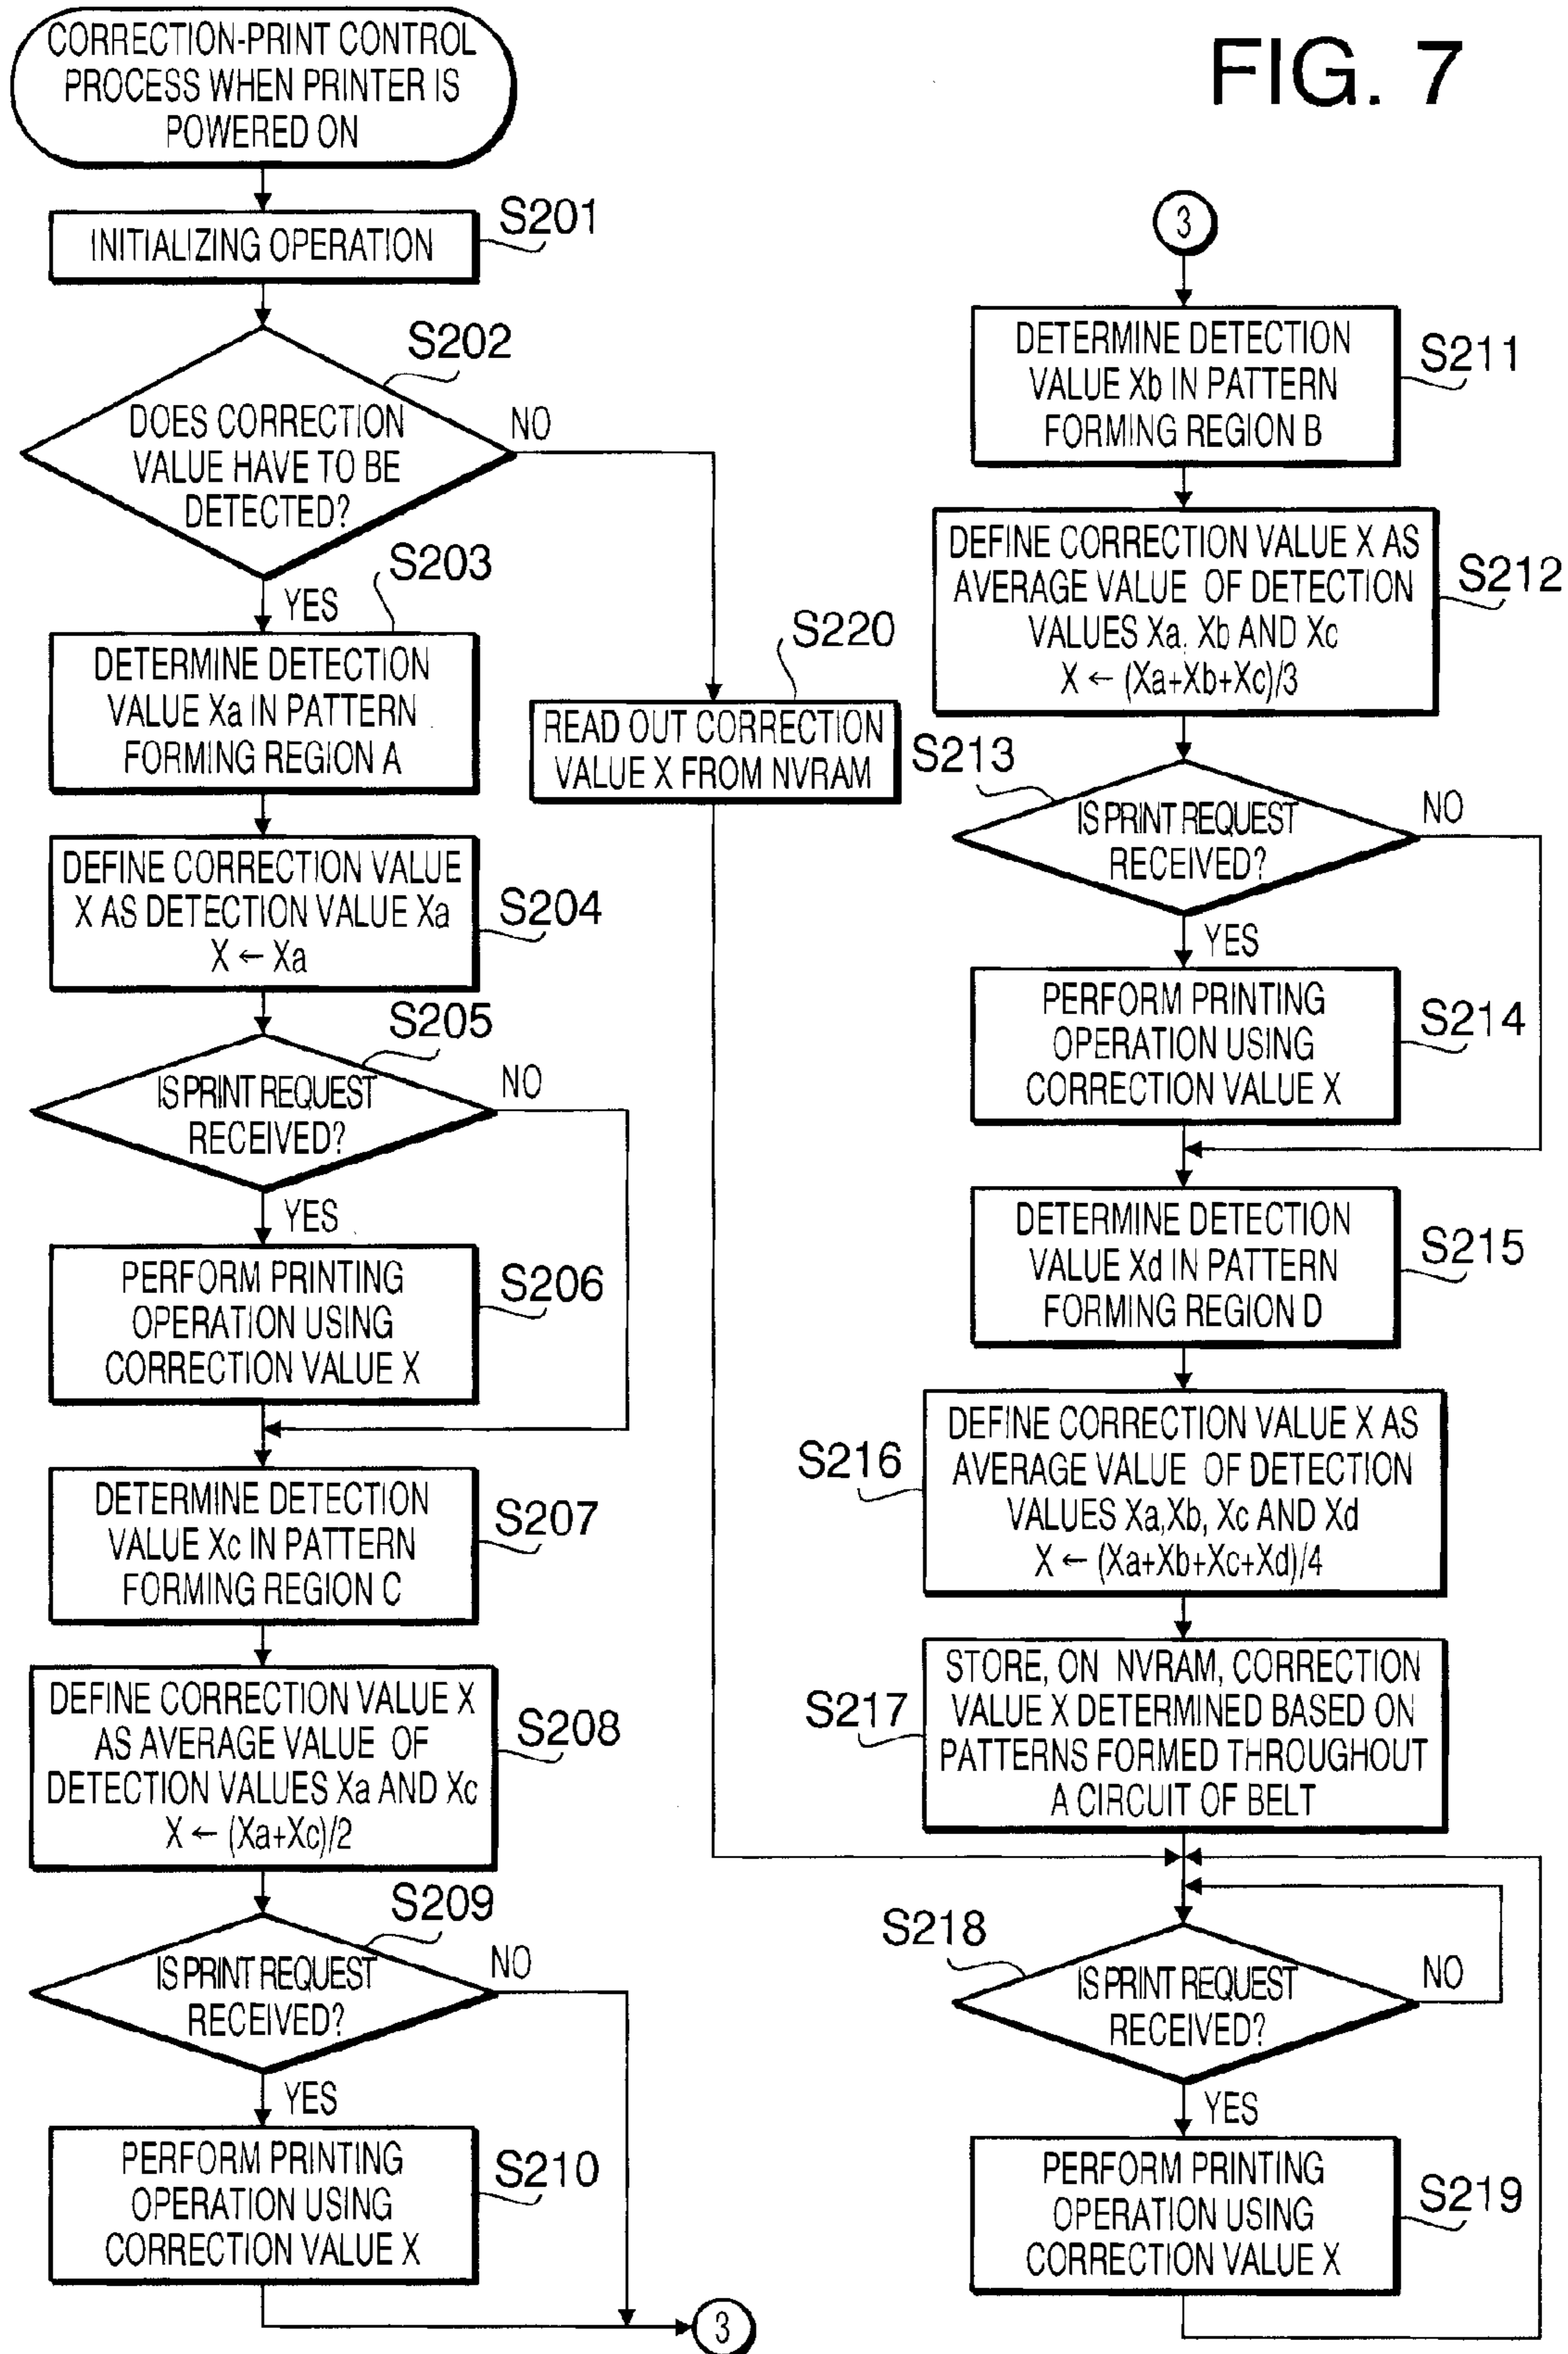 FIG. 7
CORRECTION-PRINT CONTROL
PROCESS WHEN PRINTER IS
POWERED ON
S201
INITIALIZING OPERATION
S202
DOES CORRECTION
VALUE HAVE TO BE
DETECTED?
NO
YES
S203
DETERMINE DETECTION
VALUE Xa IN PATTERN
FORMING REGION A
S220
READ OUT CORRECTION
VALUE X FROM NVRAM
DEFINE CORRECTION VALUE
X AS DETECTION VALUE Xa
X ← Xa
S204
S205
IS PRINT REQUEST
RECEIVED?
NO
YES
PERFORM PRINTING
OPERATION USING
CORRECTION VALUE X
S206
DETERMINE DETECTION
VALUE Xc IN PATTERN
FORMING REGION C
S207
DEFINE CORRECTION VALUE X
AS AVERAGE VALUE OF
DETECTION VALUES Xa AND Xc
X ← (Xa+Xc)/2
S208
S209
IS PRINT REQUEST
RECEIVED?
NO
YES
PERFORM PRINTING
OPERATION USING
CORRECTION VALUE X
S210
3
3
DETERMINE DETECTION
VALUE Xb IN PATTERN
FORMING REGION B
S211
DEFINE CORRECTION VALUE X AS
AVERAGE VALUE OF DETECTION
VALUES Xa, Xb AND Xc
X ← (Xa+Xb+Xc)/3
S212
S213
IS PRINT REQUEST
RECEIVED?
NO
YES
PERFORM PRINTING
OPERATION USING
CORRECTION VALUE X
S214
DETERMINE DETECTION
VALUE Xd IN PATTERN
FORMING REGION D
S215
DEFINE CORRECTION VALUE X AS
AVERAGE VALUE OF DETECTION
VALUES Xa,Xb, Xc AND Xd
X ← (Xa+Xb+Xc+Xd)/4
S216
STORE, ON NVRAM, CORRECTION
VALUE X DETERMINED BASED ON
PATTERNS FORMED THROUGHOUT
A CIRCUIT OF BELT
S217
S218
IS PRINT REQUEST
RECEIVED?
NO
YES
PERFORM PRINTING
OPERATION USING
CORRECTION VALUE X
S219